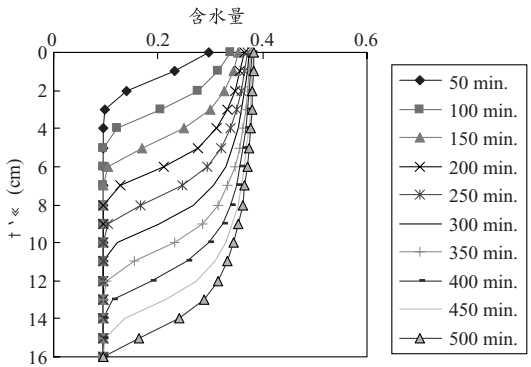 含水量
0 0.2 0.4 0.6
0
2
4
6
8
10
12
14
16
†、« (cm)
50 min.
100 min.
150 min.
200 min.
250 min.
300 min.
350 min.
400 min.
450 min.
500 min.